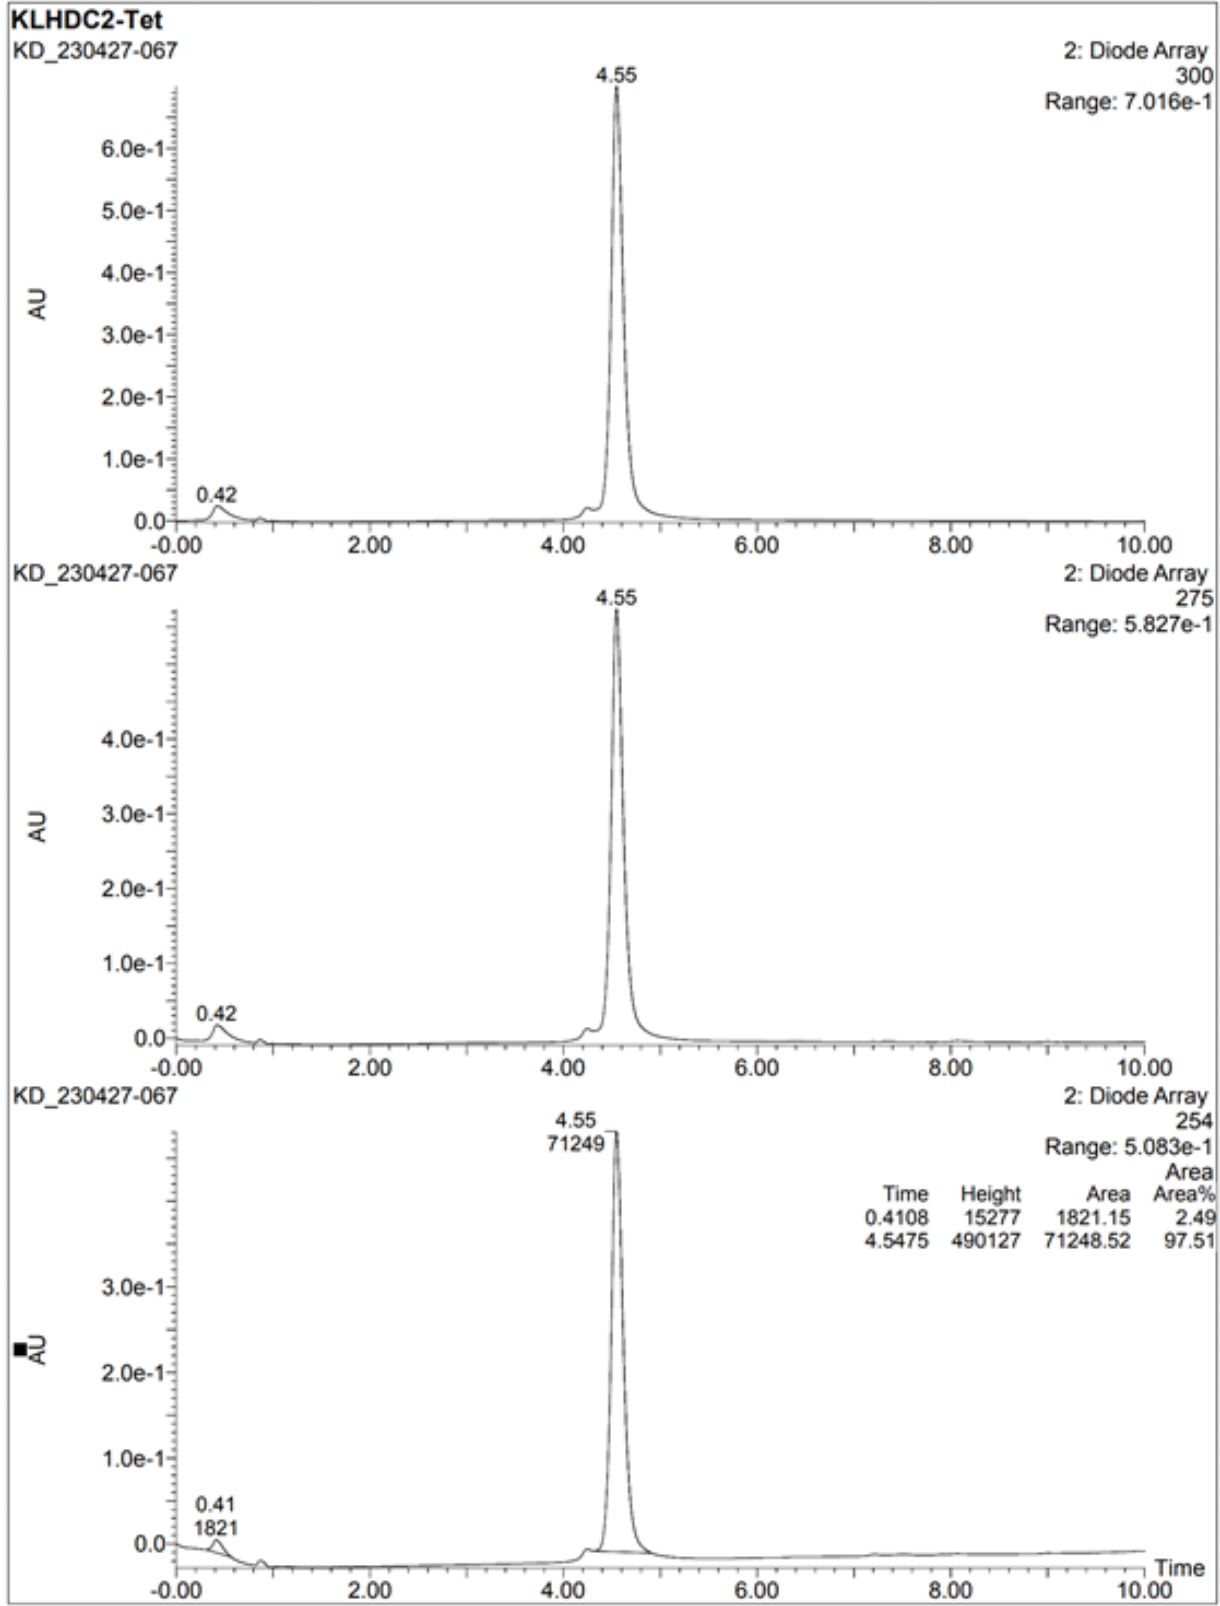 KLHDC2-Tet
KD_230427-067
2: Diode Array
300
Range: 7.016e-1
4.55
6.0e-1
5.0e-1
4.0e-1
AU
3.0e-1
2.0e-1
1.0e-1
0.42
0.0
-0.00 2.00 4.00 6.00 8.00 10.00
KD_230427-067
2: Diode Array
275
Range: 5.827e-1
4.55
4.0e-1
3.0e-1
AU
2.0e-1
1.0e-1
0.42
0.0
-0.00 2.00 4.00 6.00 8.00 10.00
KD_230427-067
2: Diode Array
254
Range: 5.083e-1
4.55
71249
Area
Time Height Area Area%
0.4108 15277 1821.15 2.49
4.5475 490127 71248.52 97.51
3.0e-1
AU
2.0e-1
1.0e-1
0.41
1821
0.0
Time
-0.00 2.00 4.00 6.00 8.00 10.00